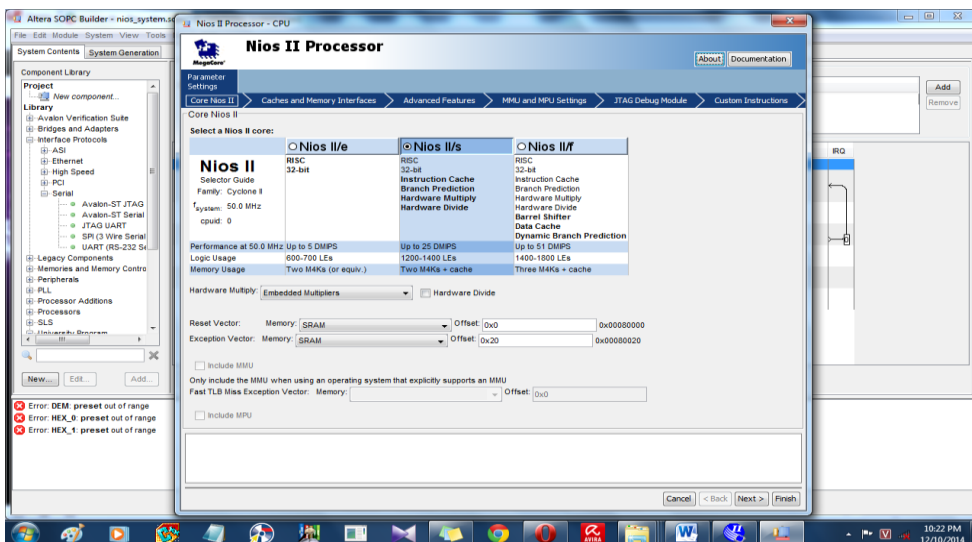 Altera SOPC Builder - nios_system.so
File Edit Module System View Tools
System Contents System Generation
Component Library
Project
New component...
Library
Avalon Verification Suite
Bridges and Adapters
Interface Protocols
ASI
Ethernet
High Speed
PCI
Serial
Avalon-ST JTAG
Avalon-ST Serial
JTAG UART
SPI (3 Wire Serial
UART (RS-232 Se
Legacy Components
Memories and Memory Contro
Peripherals
PLL
Processor Additions
Processors
SLS
University Program
New... Edit... Add...
Error: DEM: preset out of range
Error: HEX_0: preset out of range
Error: HEX_1: preset out of range
Nios II Processor - CPU
MegaCore'
Nios II Processor
About Documentation
Parameter
Settings
Core Nios II Caches and Memory Interfaces Advanced Features MMU and MPU Settings JTAG Debug Module Custom Instructions
Core Nios II
Select a Nios II core:
Nios II/e Nios II/s Nios II/f
Nios II
Selector Guide
Family: Cyclone II
fsystem: 50.0 MHz
cpuid: 0
RISC
32-bit
RISC
32-bit
Instruction Cache
Branch Prediction
Hardware Multiply
Hardware Divide
RISC
32-bit
Instruction Cache
Branch Prediction
Hardware Multiply
Hardware Divide
Barrel Shifter
Data Cache
Dynamic Branch Prediction
Performance at 50.0 MHz Up to 5 DMIPS Up to 25 DMIPS Up to 51 DMIPS
Logic Usage 600-700 LEs 1200-1400 LEs 1400-1800 LEs
Memory Usage Two M4Ks (or equiv.) Two M4Ks + cache Three M4Ks + cache
Hardware Multiply: Embedded Multipliers Hardware Divide
Reset Vector: Memory: SRAM Offset: 0x0 0x00080000
Exception Vector: Memory: SRAM Offset: 0x20 0x00080020
Include MMU
Only include the MMU when using an operating system that explicitly supports an MMU
Fast TLB Miss Exception Vector: Memory: Offset: 0x0
Include MPU
Cancel < Back Next > Finish
Add
Remove
IRQ
AVIRA
10:22 PM
12/10/2014